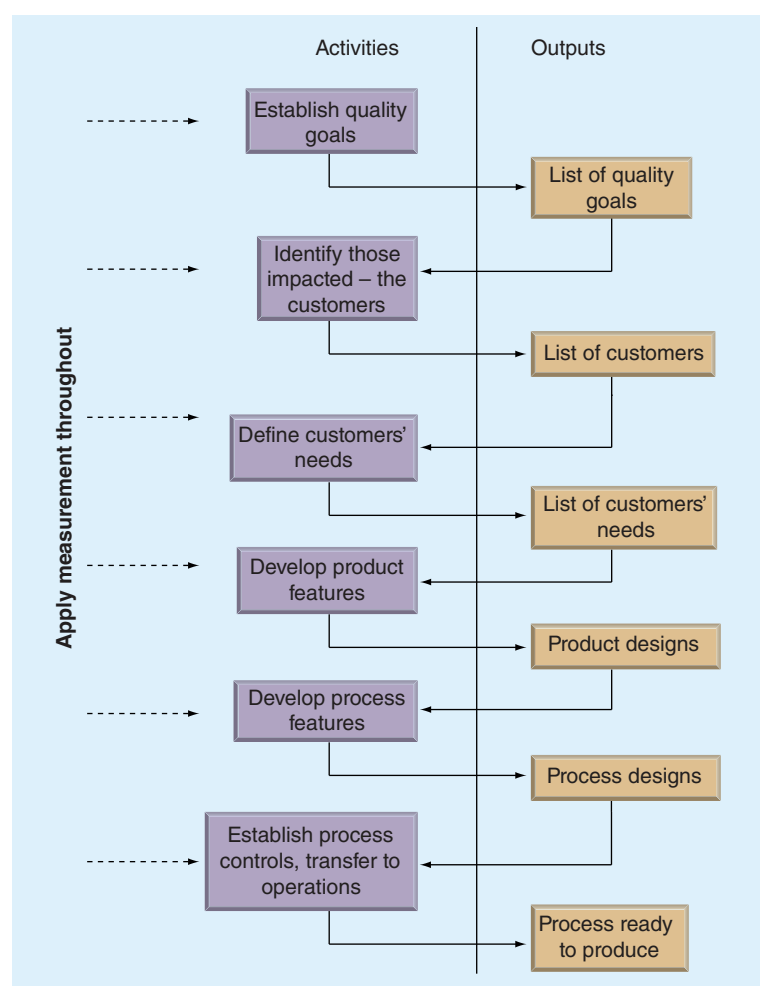 Activities
Outputs
Establish quality
goals
List of quality
goals
Identify those
impacted – the
customers
List of customers
Apply measurement throughout
Define customers’
needs
List of customers’
needs
Develop product
features
Product designs
Develop process
features
Process designs
Establish process
controls, transfer to
operations
Process ready
to produce